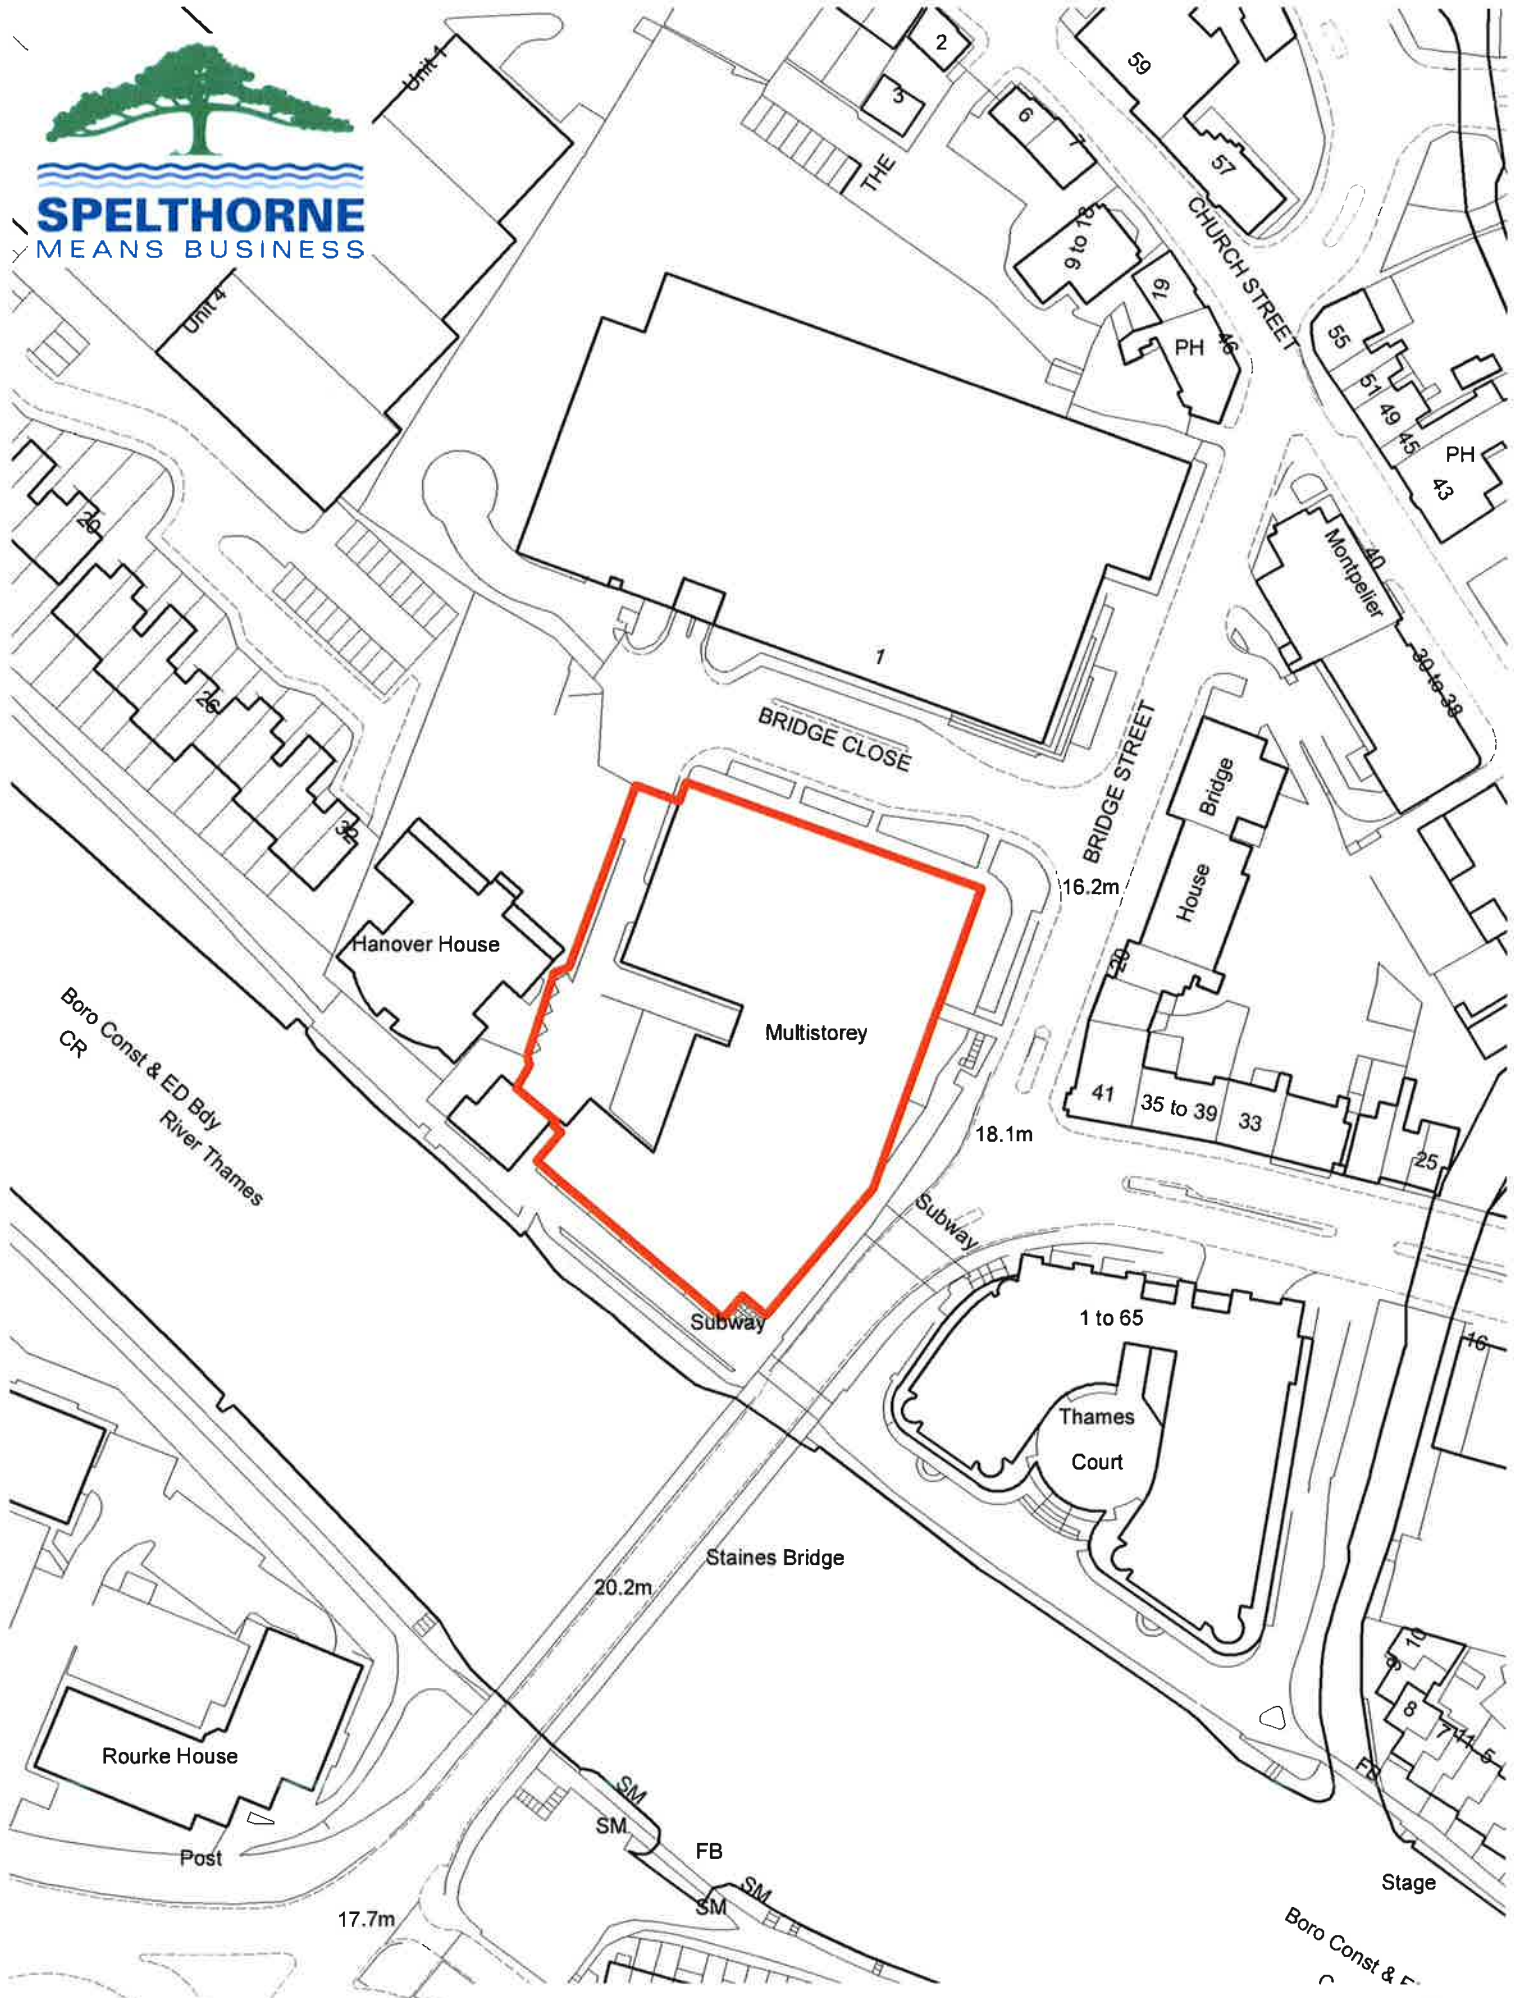 SPELTHORNE
MEANS BUSINESS
Unit 1
Unit 4
2
3
THE
6
7
59
57
CHURCH STREET
9 to 18
19
PH
46
55
51
49
45
PH
43
40
Montpelier
30 to 38
20
26
32
1
BRIDGE CLOSE
BRIDGE STREET
16.2m
Bridge
House
29
Hanover House
Multistorey
Boro Const & ED Bdy
CR
River Thames
41
35 to 39
33
25
18.1m
Subway
Subway
1 to 65
16
Thames
Court
Staines Bridge
20.2m
10
9
8
7
11
5
FB
Rourke House
Post
17.7m
SM
SM
FB
SM
SM
Stage
Boro Const & E